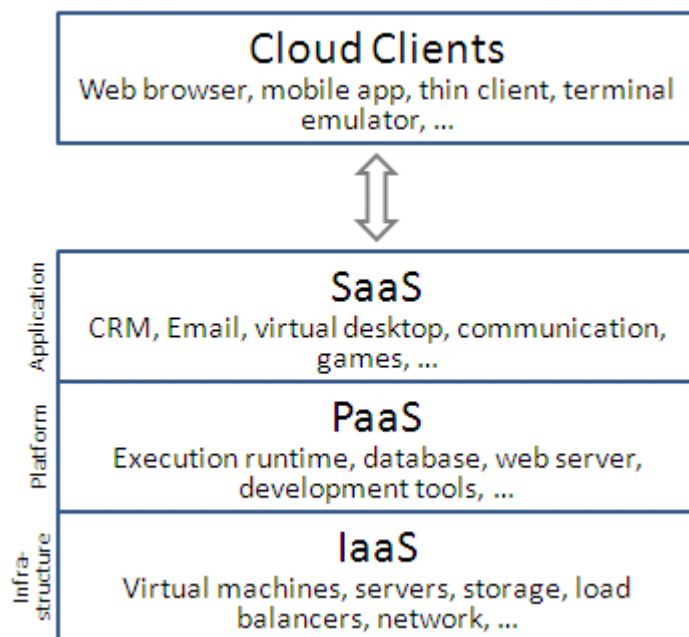 Cloud Clients
Web browser, mobile app, thin client, terminal
emulator, ...
Application
SaaS
CRM, Email, virtual desktop, communication,
games, ...
Platform
PaaS
Execution runtime, database, web server,
development tools, ...
Infra-
structure
IaaS
Virtual machines, servers, storage, load
balancers, network, ...